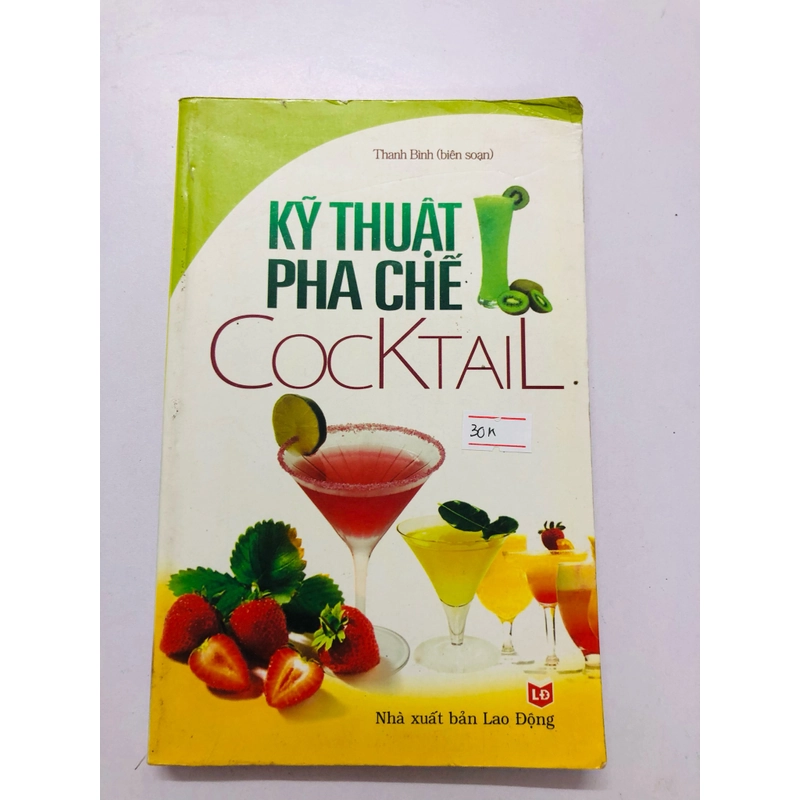 Thanh Bình (biên soạn)
KỸ THUẬT
PHA CHẾ
COCKTAIL
30k
LĐ
Nhà xuất bản Lao Động